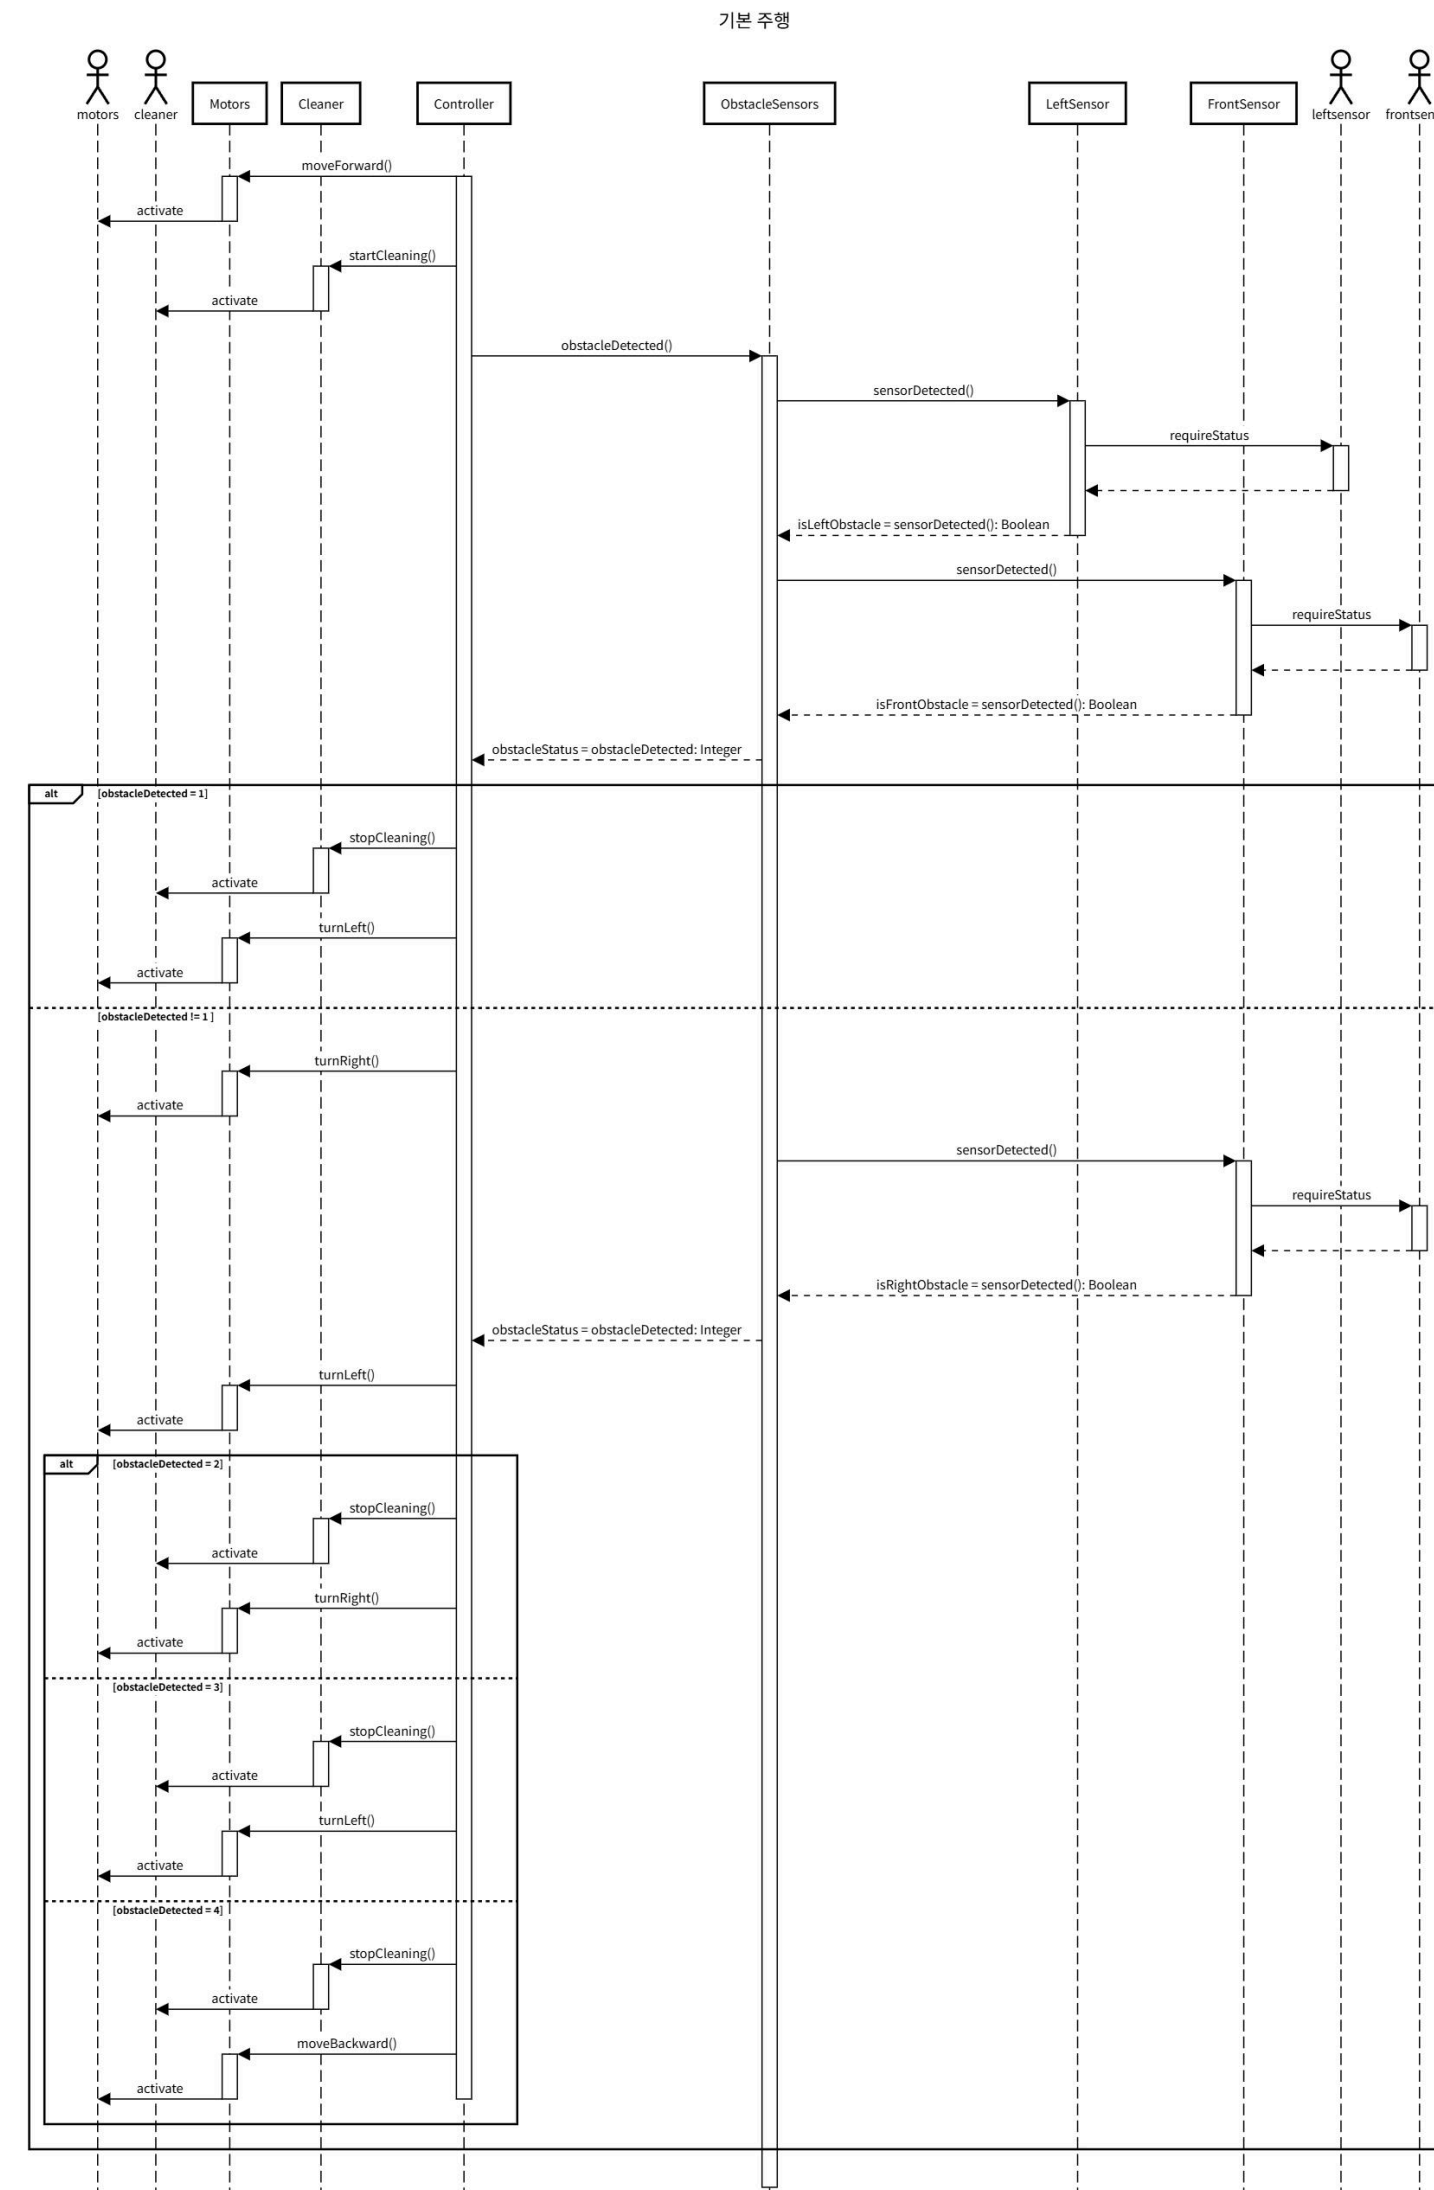 기본 주행
motors
cleaner
Motors
Cleaner
Controller
ObstacleSensors
LeftSensor
FrontSensor
leftsensor
frontsen
moveForward()
activate
startCleaning()
activate
obstacleDetected()
sensorDetected()
requireStatus
isLeftObstacle = sensorDetected(): Boolean
sensorDetected()
requireStatus
isFrontObstacle = sensorDetected(): Boolean
obstacleStatus = obstacleDetected: Integer
alt [obstacleDetected = 1]
stopCleaning()
activate
turnLeft()
activate
[obstacleDetected != 1 ]
turnRight()
activate
sensorDetected()
requireStatus
isRightObstacle = sensorDetected(): Boolean
obstacleStatus = obstacleDetected: Integer
turnLeft()
activate
alt [obstacleDetected = 2]
stopCleaning()
activate
turnRight()
activate
[obstacleDetected = 3]
stopCleaning()
activate
turnLeft()
activate
[obstacleDetected = 4]
stopCleaning()
activate
moveBackward()
activate